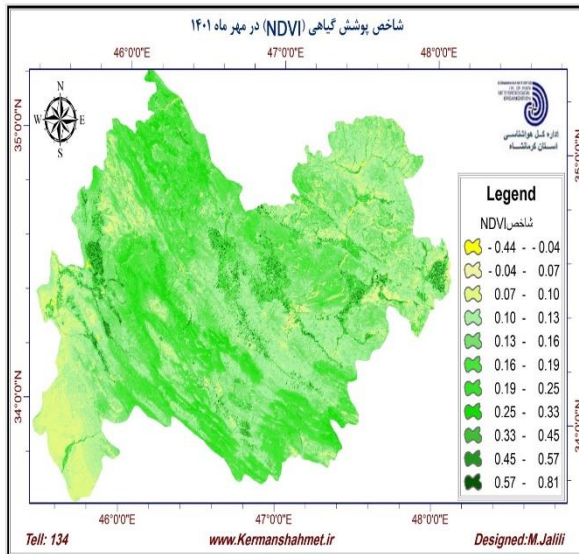 شاخص پوشش گیاهی (NDVI) در مهر ماه ۱۴۰۱
46°0'0"E 47°0'0"E 48°0'0"E
N
W E
S
35°0'0"N
35°0'0"N
اداره کل هواشناسی
استان کرمانشاه
Legend
شاخصNDVI
- 0.44 - - 0.04
- 0.04 - 0.07
0.07 - 0.10
0.10 - 0.13
0.13 - 0.16
0.16 - 0.19
0.19 - 0.25
0.25 - 0.33
0.33 - 0.45
0.45 - 0.57
0.57 - 0.81
34°0'0"N
34°0'0"N
46°0'0"E 47°0'0"E 48°0'0"E
Tell: 134 www.Kermanshahmet.ir Designed:M.Jalili